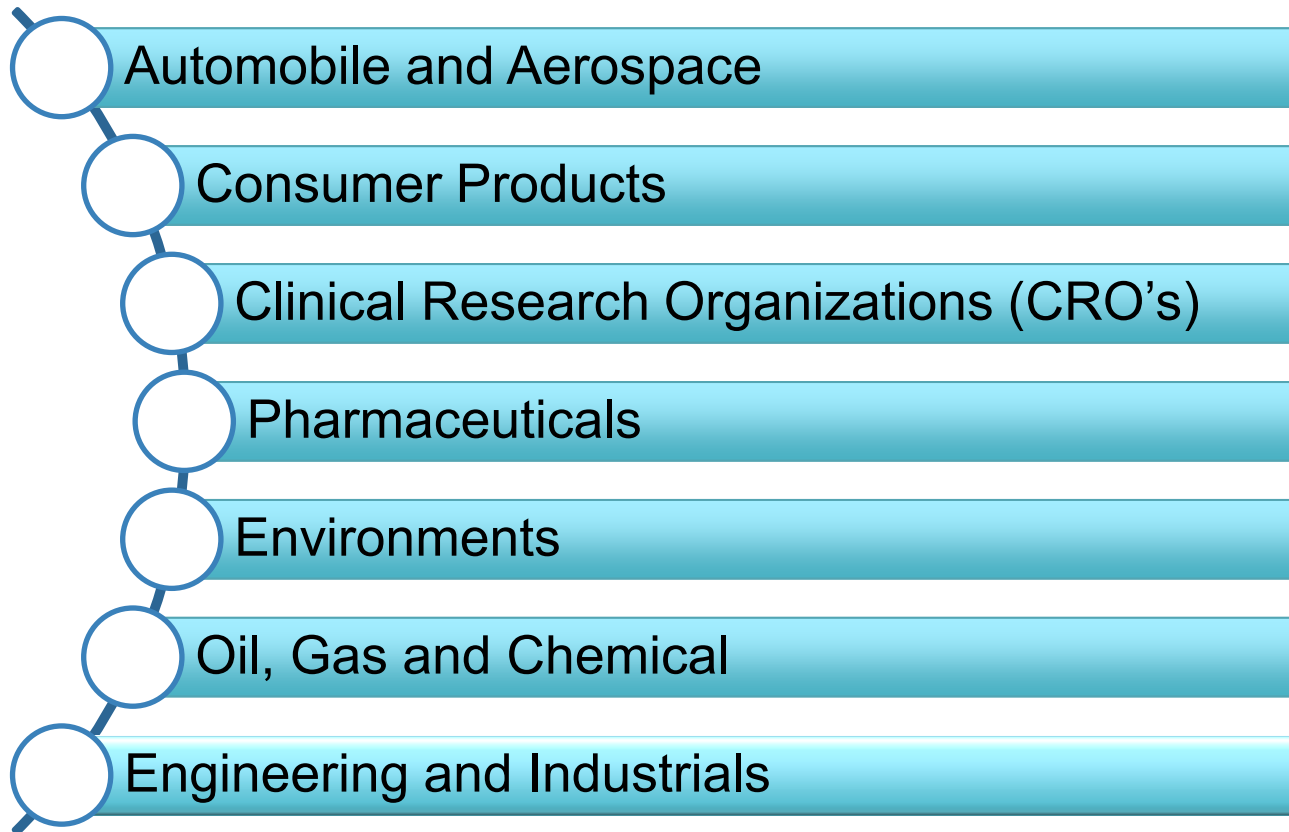 Automobile and Aerospace
Consumer Products
Clinical Research Organizations (CRO’s)
Pharmaceuticals
Environments
Oil, Gas and Chemical
Engineering and Industrials